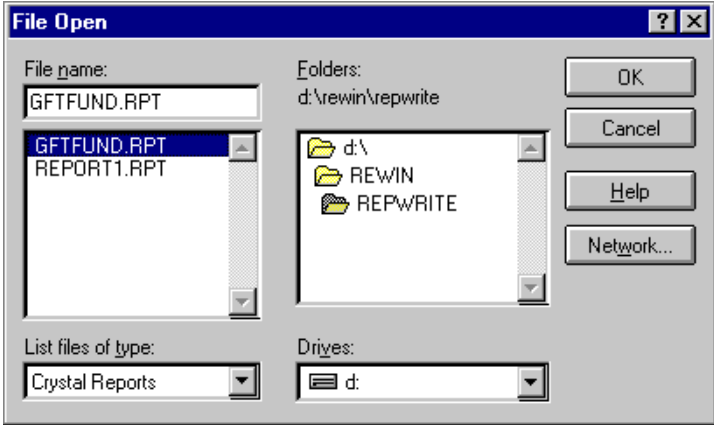 File Open
File name:
GFTFUND.RPT
GFTFUND.RPT
REPORT1.RPT
List files of type:
Crystal Reports
Folders:
d:\rewin\repwrite
d:\
REWIN
REPWRITE
Drives:
d:
OK
Cancel
Help
Network...